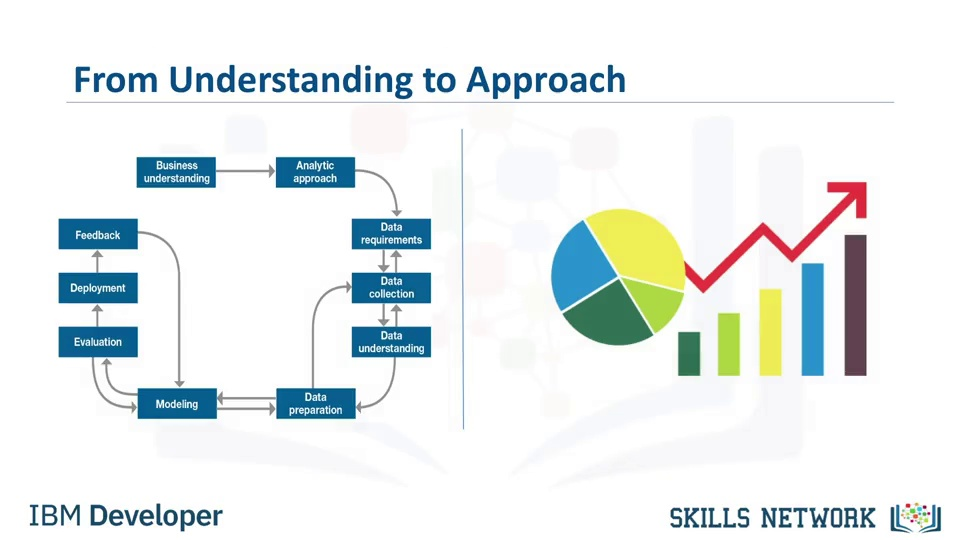 From Understanding to Approach
Business
understanding
Analytic
approach
Feedback
Data
requirements
Deployment
Data
collection
Evaluation
Data
understanding
Modeling
Data
preparation
IBM Developer
SKILLS NETWORK